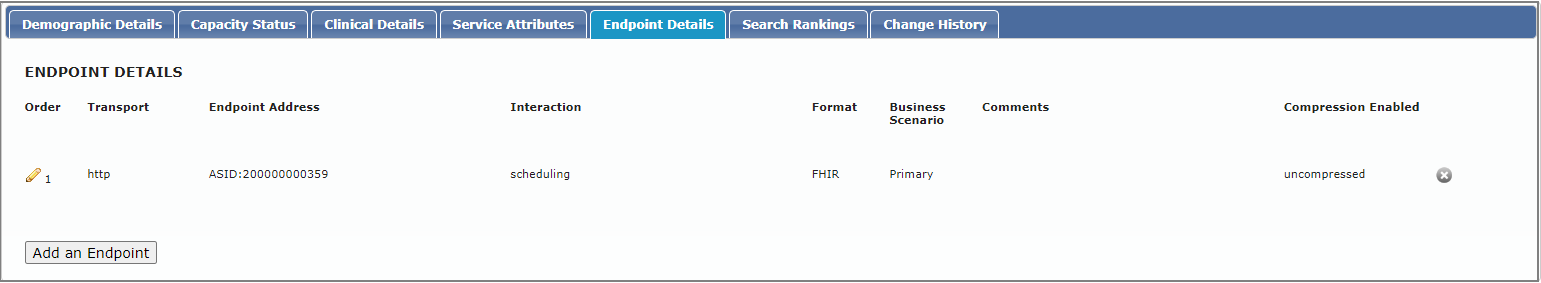 Demographic Details Capacity Status Clinical Details Service Attributes Endpoint Details Search Rankings Change History
ENDPOINT DETAILS
Order Transport Endpoint Address Interaction Format Business Scenario Comments Compression Enabled
1 http ASID:200000000359 scheduling FHIR Primary uncompressed
Add an Endpoint